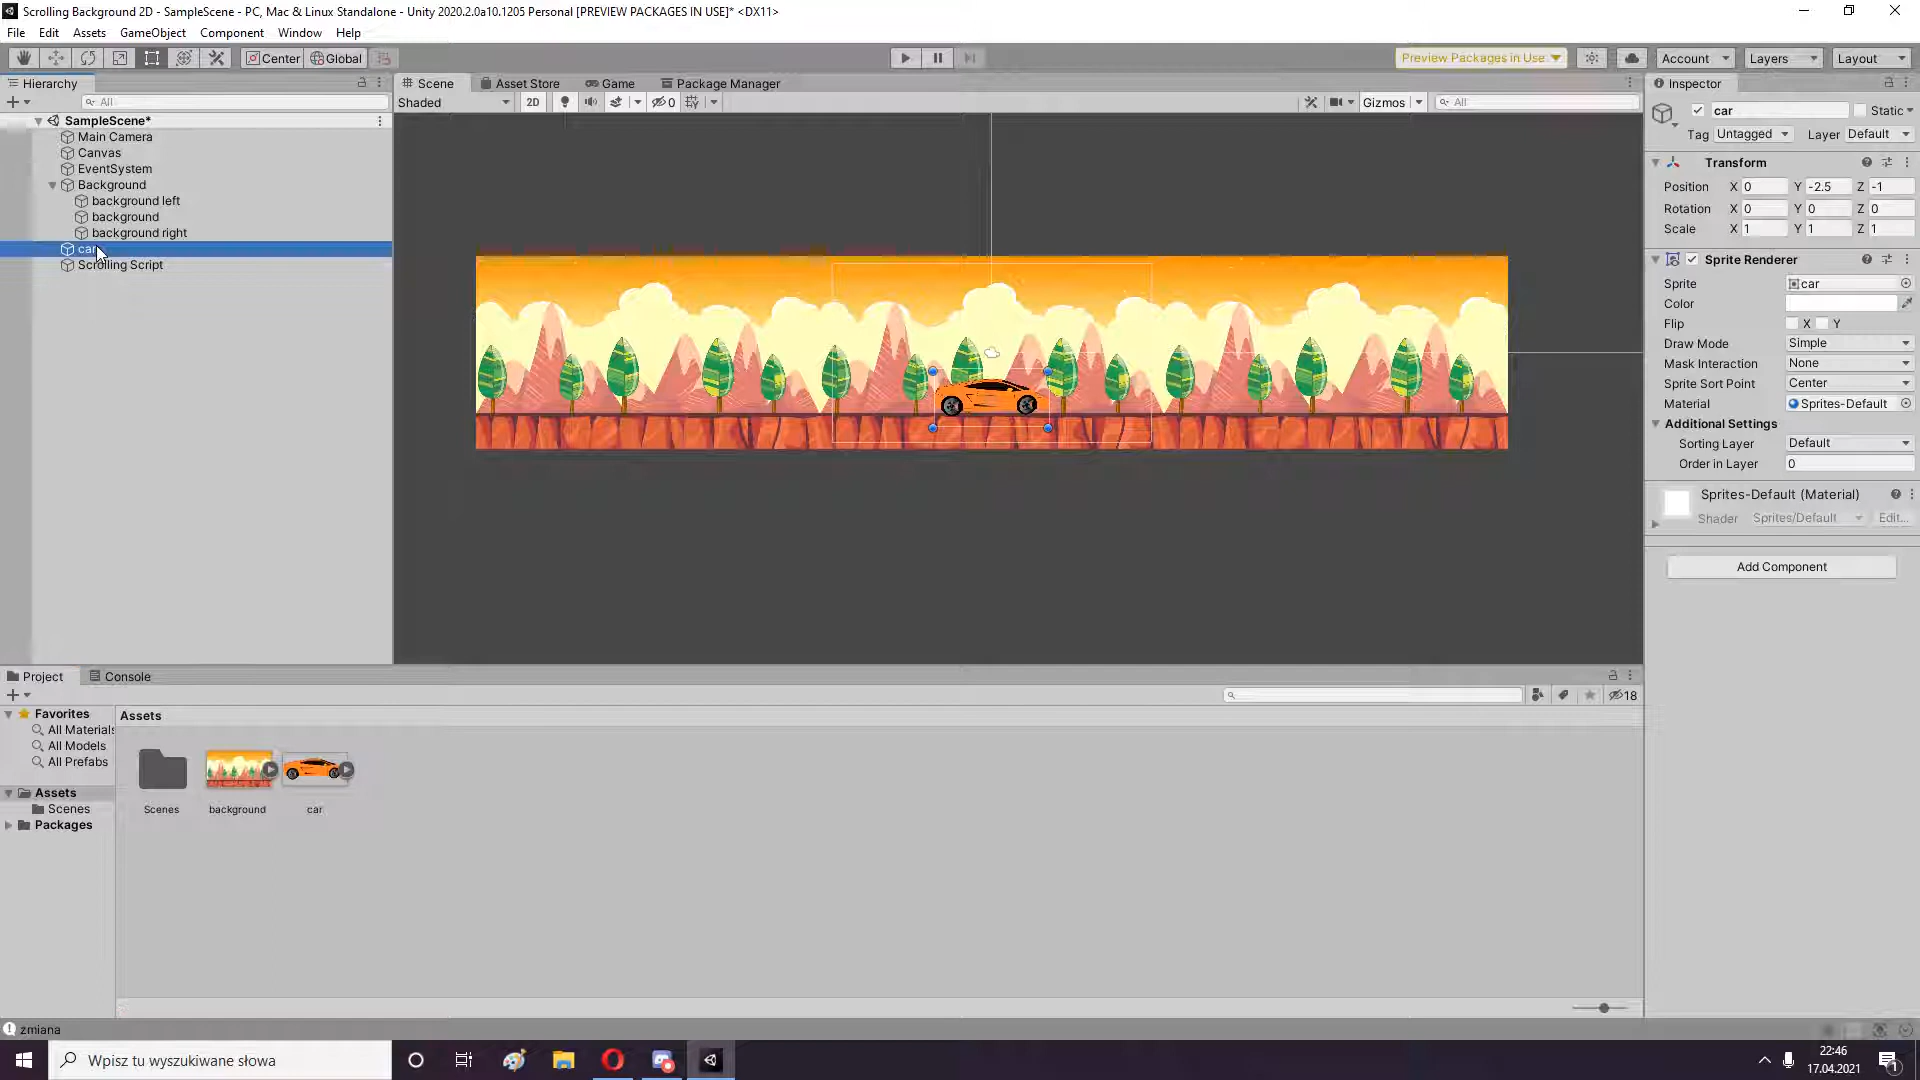 Scrolling Background 2D - SampleScene - PC, Mac & Linux Standalone - Unity 2020.2.0a10.1205 Personal [PREVIEW PACKAGES IN USE]* <DX11>
File Edit Assets GameObject Component Window Help
Center Global Preview Packages in Use Account Layers Layout
Hierarchy Scene Asset Store Game Package Manager Inspector
All Shaded 2D 0 Gizmos All
SampleScene*
Main Camera
Canvas
EventSystem
Background
background left
background
background right
car
Scrolling Script
car Static
Tag Untagged Layer Default
Transform
Position X 0 Y -2.5 Z -1
Rotation X 0 Y 0 Z 0
Scale X 1 Y 1 Z 1
Sprite Renderer
Sprite car
Color
Flip X Y
Draw Mode Simple
Mask Interaction None
Sprite Sort Point Center
Material Sprites-Default
Additional Settings
Sorting Layer Default
Order in Layer 0
Sprites-Default (Material)
Shader Sprites/Default Edit...
Add Component
Project Console
18
Favorites
All Materials
All Models
All Prefabs
Assets
Scenes
Packages
Assets
Scenes background car
zmiana
Wpisz tu wyszukiwane słowa
22:46
17.04.2021
1